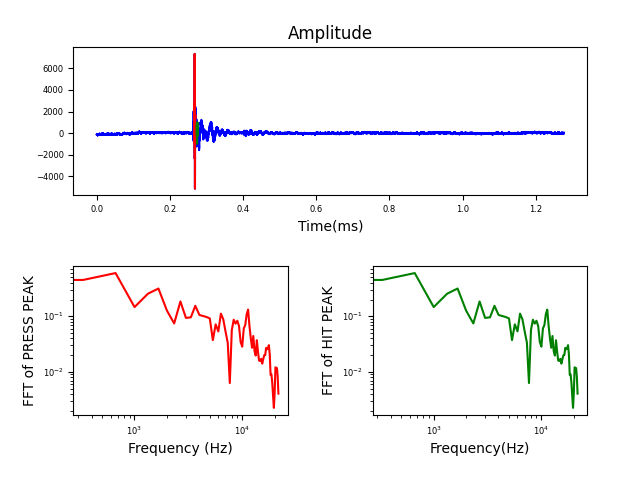 Amplitude
6000
4000
2000
0
−2000
−4000
0.0 0.2 0.4 0.6 0.8 1.0 1.2
Time(ms)
FFT of PRESS PEAK
10⁻¹
10⁻²
10³ 10⁴
Frequency (Hz)
FFT of HIT PEAK
10⁻¹
10⁻²
10³ 10⁴
Frequency(Hz)